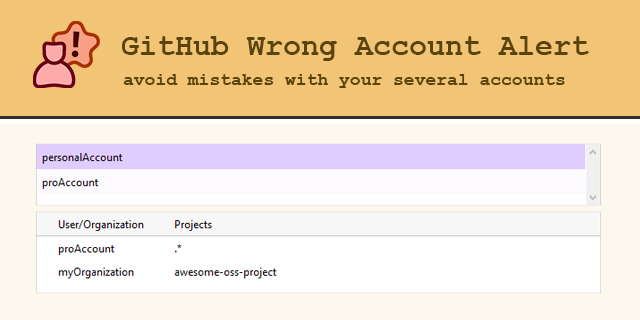 GitHub Wrong Account Alert
avoid mistakes with your several accounts
personalAccount
proAccount
User/Organization Projects
proAccount .*
myOrganization awesome-oss-project